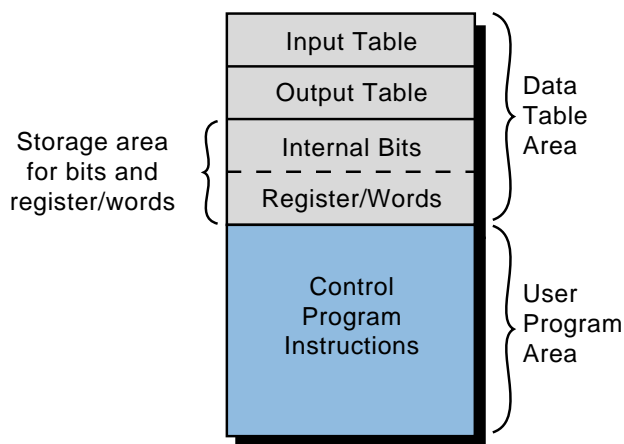 Input Table
Output Table
Internal Bits
Register/Words
Control
Program
Instructions
Storage area
for bits and
register/words
Data
Table
Area
User
Program
Area